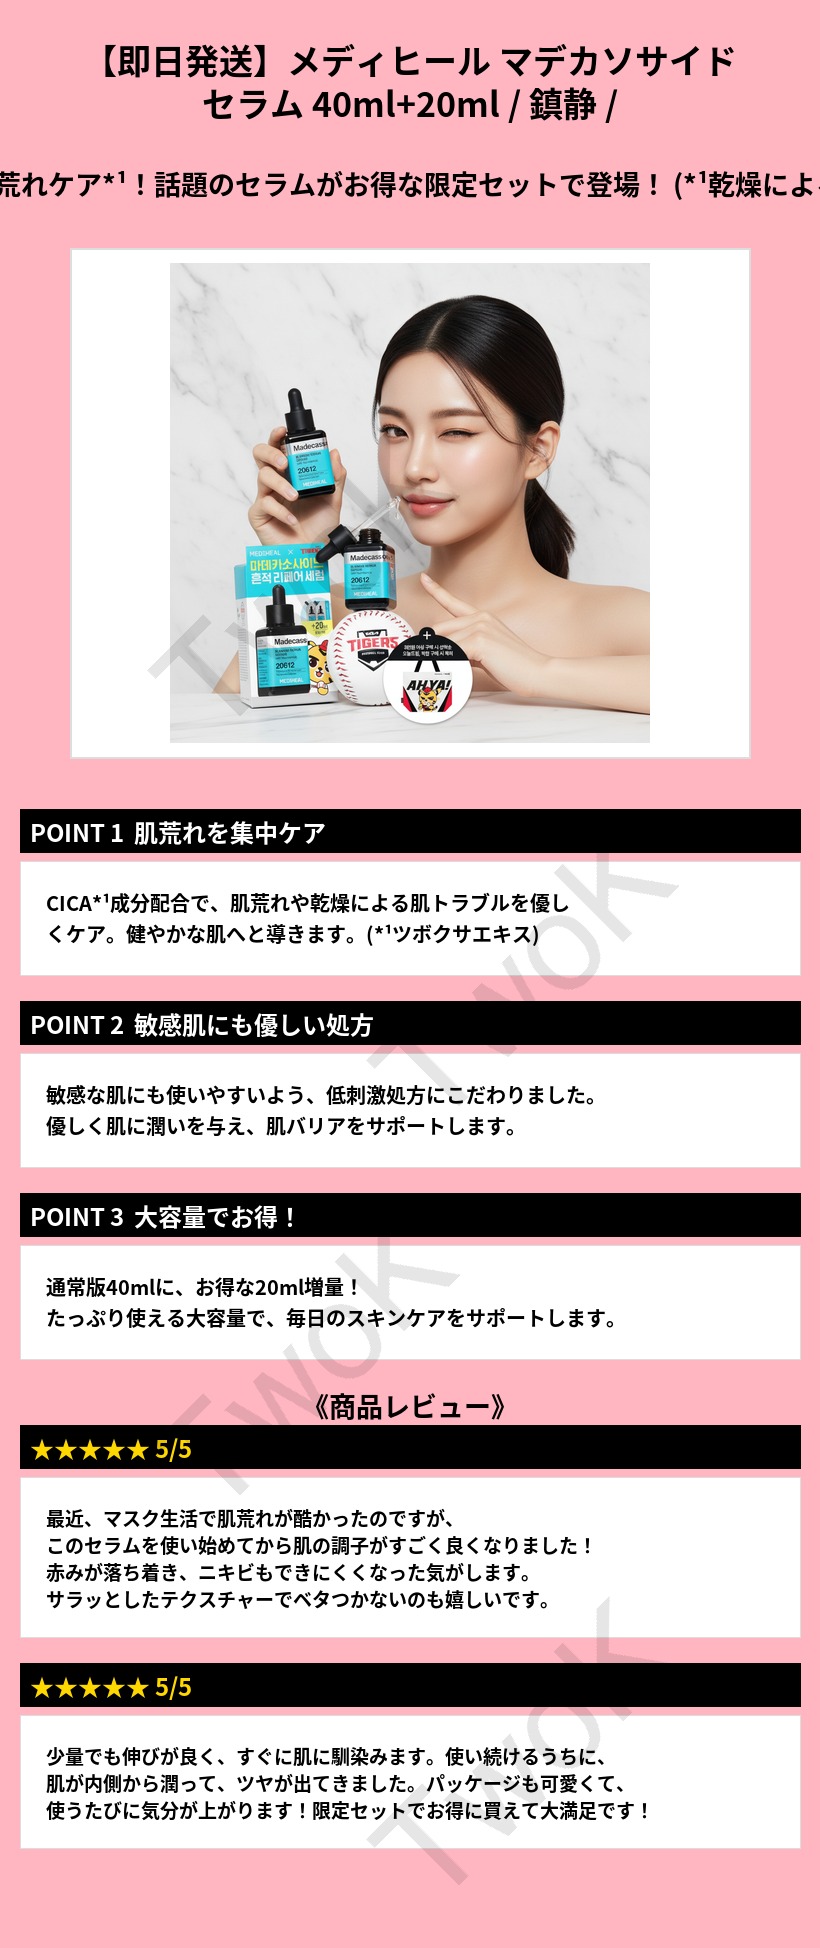 【即日発送】メディヒール マデカソサイド
セラム 40ml+20ml / 鎮静 /
荒れケア*¹！話題のセラムがお得な限定セットで登場！ (*¹乾燥によ
Madecass
20612
MEDIHEAL
MEDIHEAL × TIGERS
마데카소사이드
흔적 리페어 세럼
+20
Madecass
20612
MEDIHEAL
Madecass
20612
MEDIHEAL
TIGERS
+
AH YA!
TwoK
POINT 1 肌荒れを集中ケア
CICA*¹成分配合で、肌荒れや乾燥による肌トラブルを優し
くケア。健やかな肌へと導きます。(*¹ツボクサエキス)
TwoK
POINT 2 敏感肌にも優しい処方
敏感な肌にも使いやすいよう、低刺激処方にこだわりました。
優しく肌に潤いを与え、肌バリアをサポートします。
POINT 3 大容量でお得！
通常版40mlに、お得な20ml増量！
たっぷり使える大容量で、毎日のスキンケアをサポートします。
TwoK
《商品レビュー》
★★★★★ 5/5
最近、マスク生活で肌荒れが酷かったのですが、
このセラムを使い始めてから肌の調子がすごく良くなりました！
赤みが落ち着き、ニキビもできにくくなった気がします。
サラッとしたテクスチャーでベタつかないのも嬉しいです。
★★★★★ 5/5
少量でも伸びが良く、すぐに肌に馴染みます。使い続けるうちに、
肌が内側から潤って、ツヤが出てきました。パッケージも可愛くて、
使うたびに気分が上がります！限定セットでお得に買えて大満足です！
TwoK